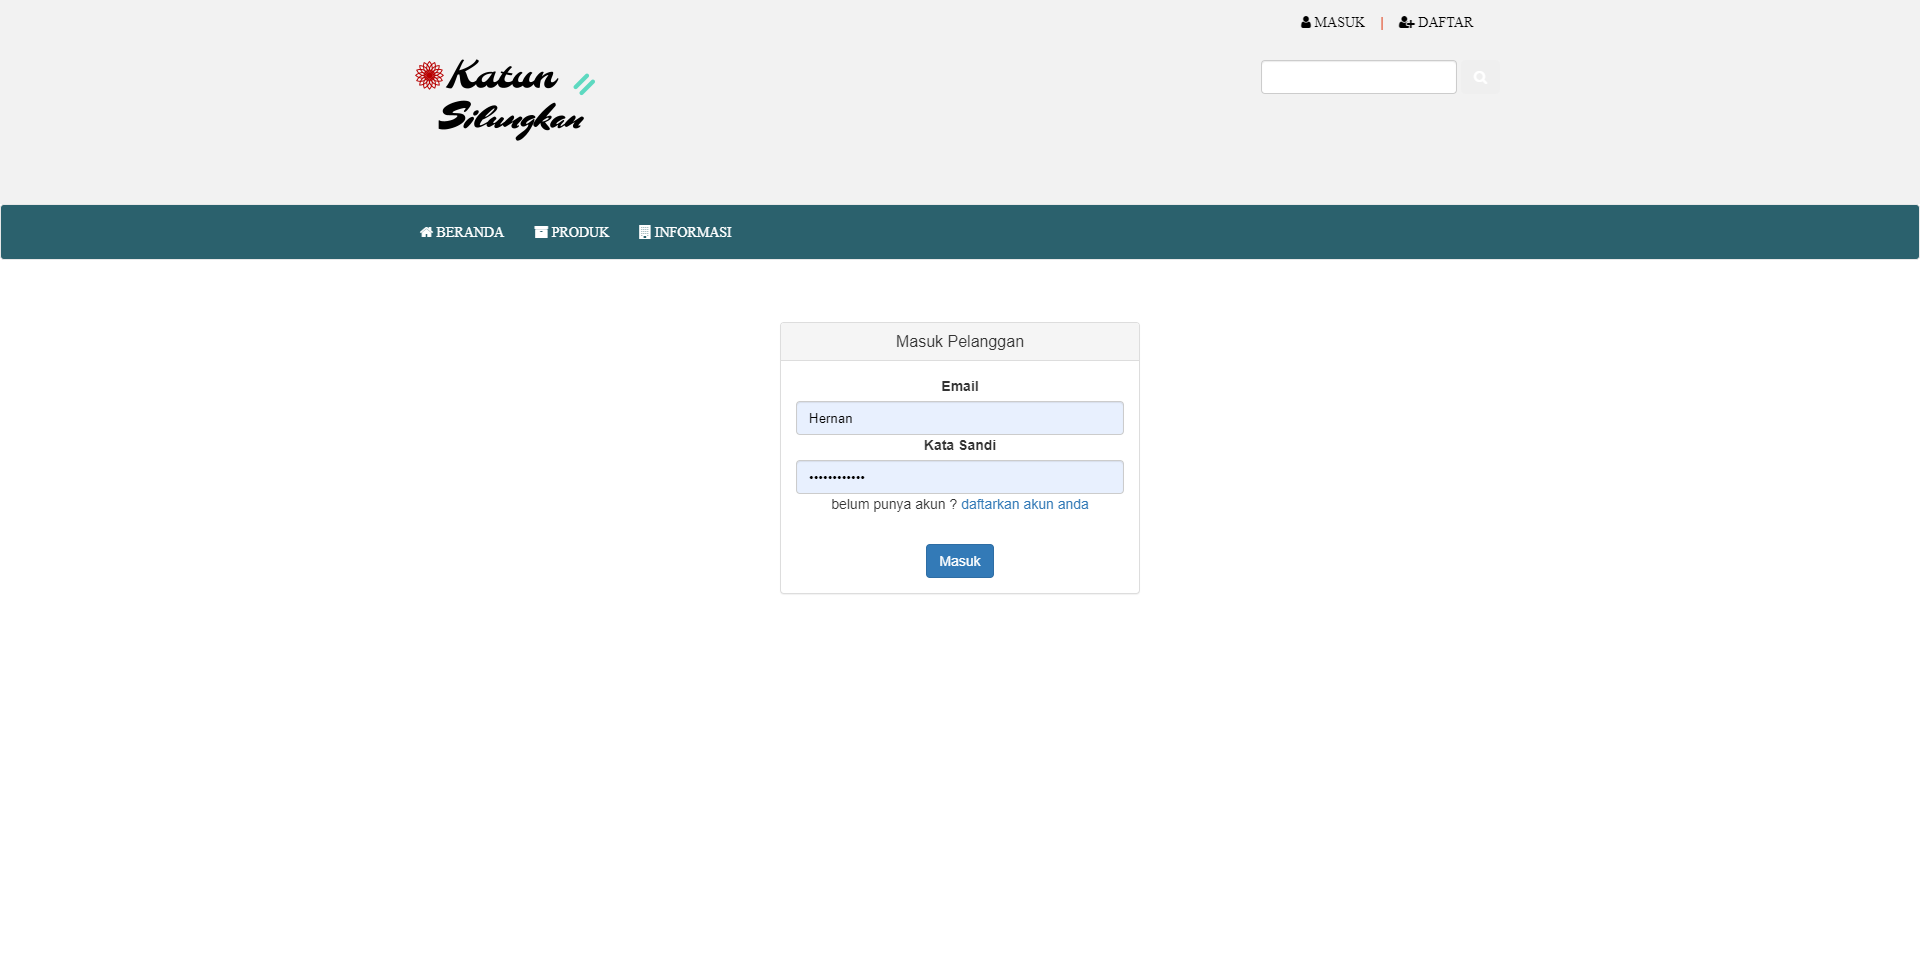 MASUK | DAFTAR
Katun
Silungkan
BERANDA PRODUK INFORMASI
Masuk Pelanggan
Email
Hernan
Kata Sandi
••••••••••••
belum punya akun ? daftarkan akun anda
Masuk